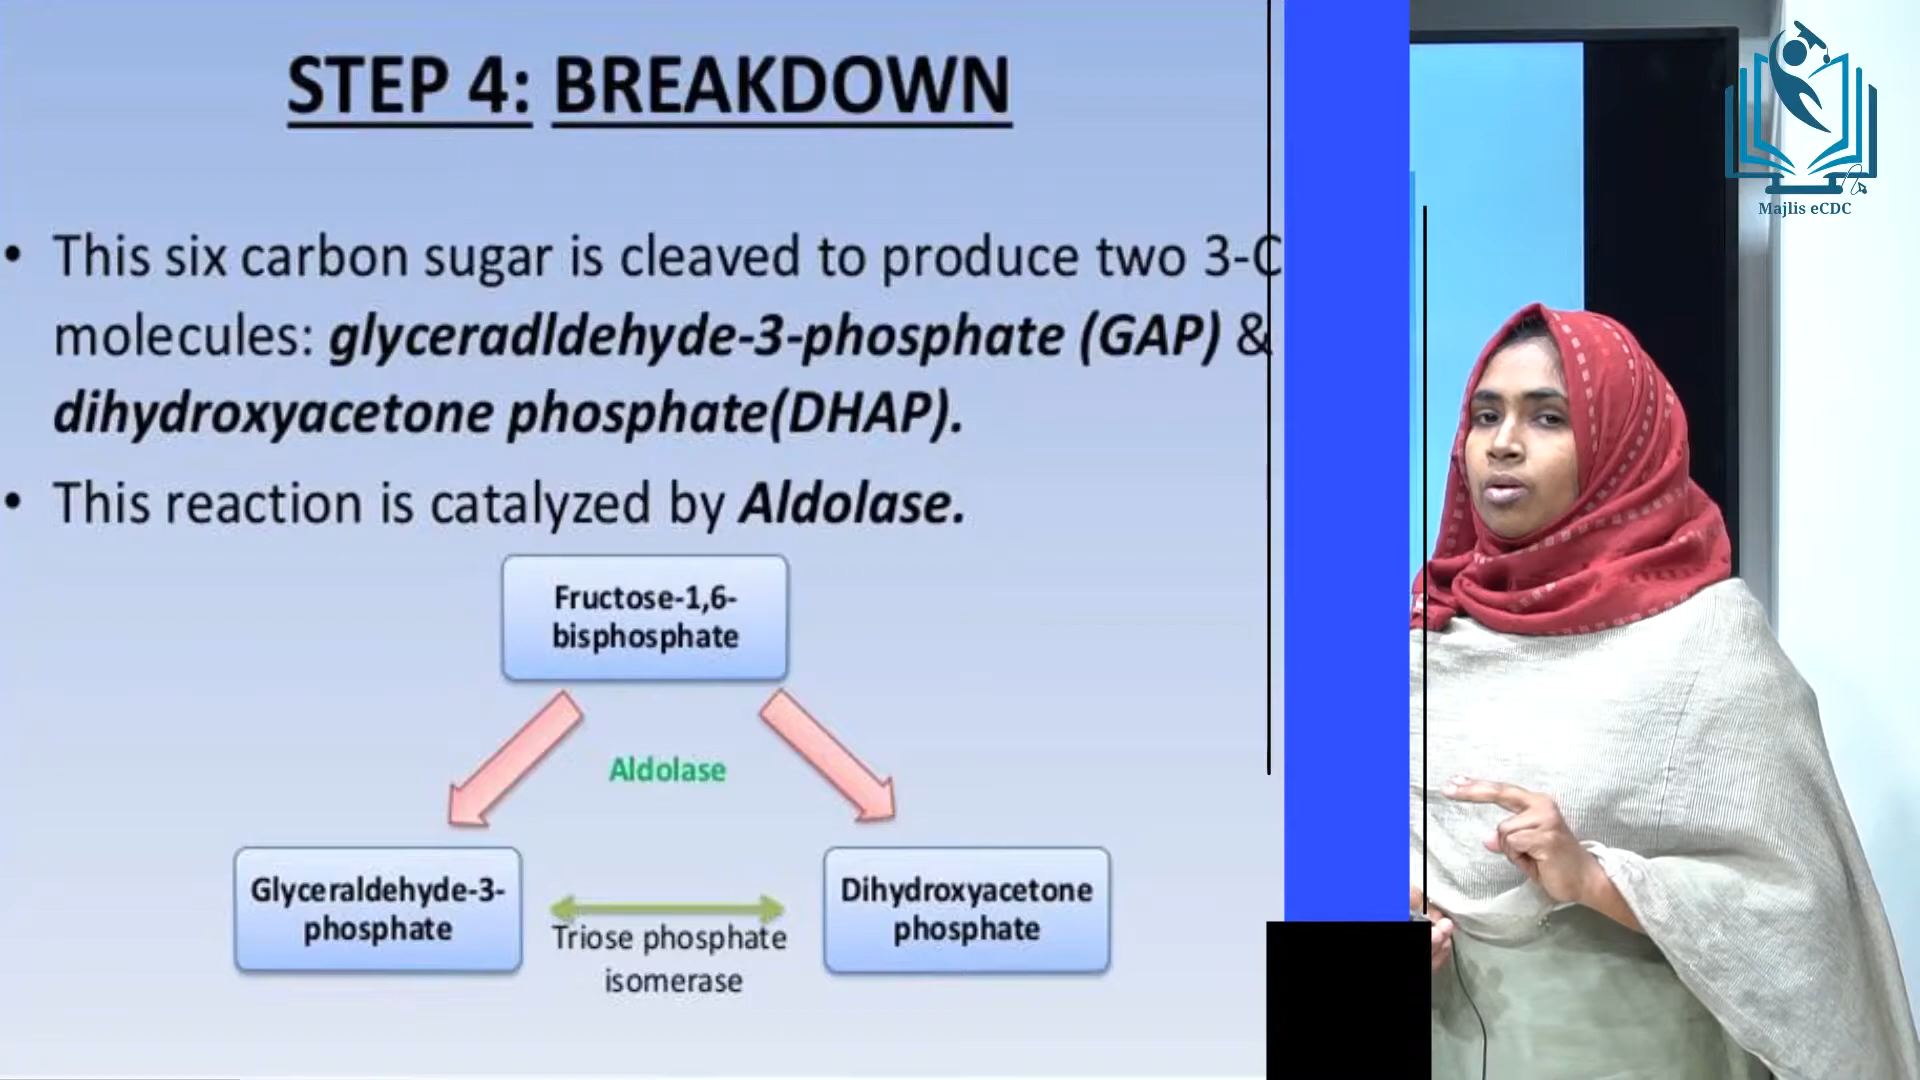 STEP 4: BREAKDOWN
• This six carbon sugar is cleaved to produce two 3-C
molecules: glyceradldehyde-3-phosphate (GAP) &
dihydroxyacetone phosphate(DHAP).
• This reaction is catalyzed by Aldolase.
Fructose-1,6-
bisphosphate
Aldolase
Glyceraldehyde-3-
phosphate
Triose phosphate
isomerase
Dihydroxyacetone
phosphate
Majlis eCDC